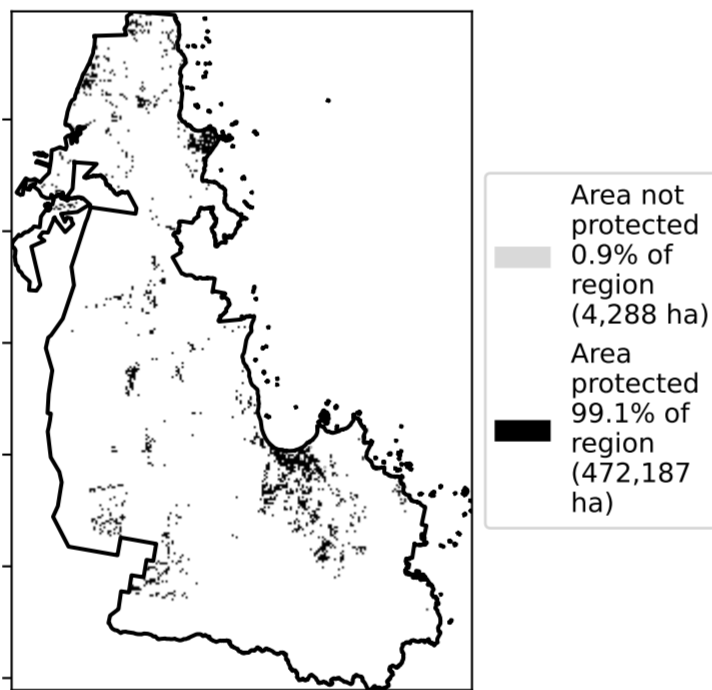 Area not
protected
0.9% of
region
(4,288 ha)
Area
protected
99.1% of
region
(472,187
ha)